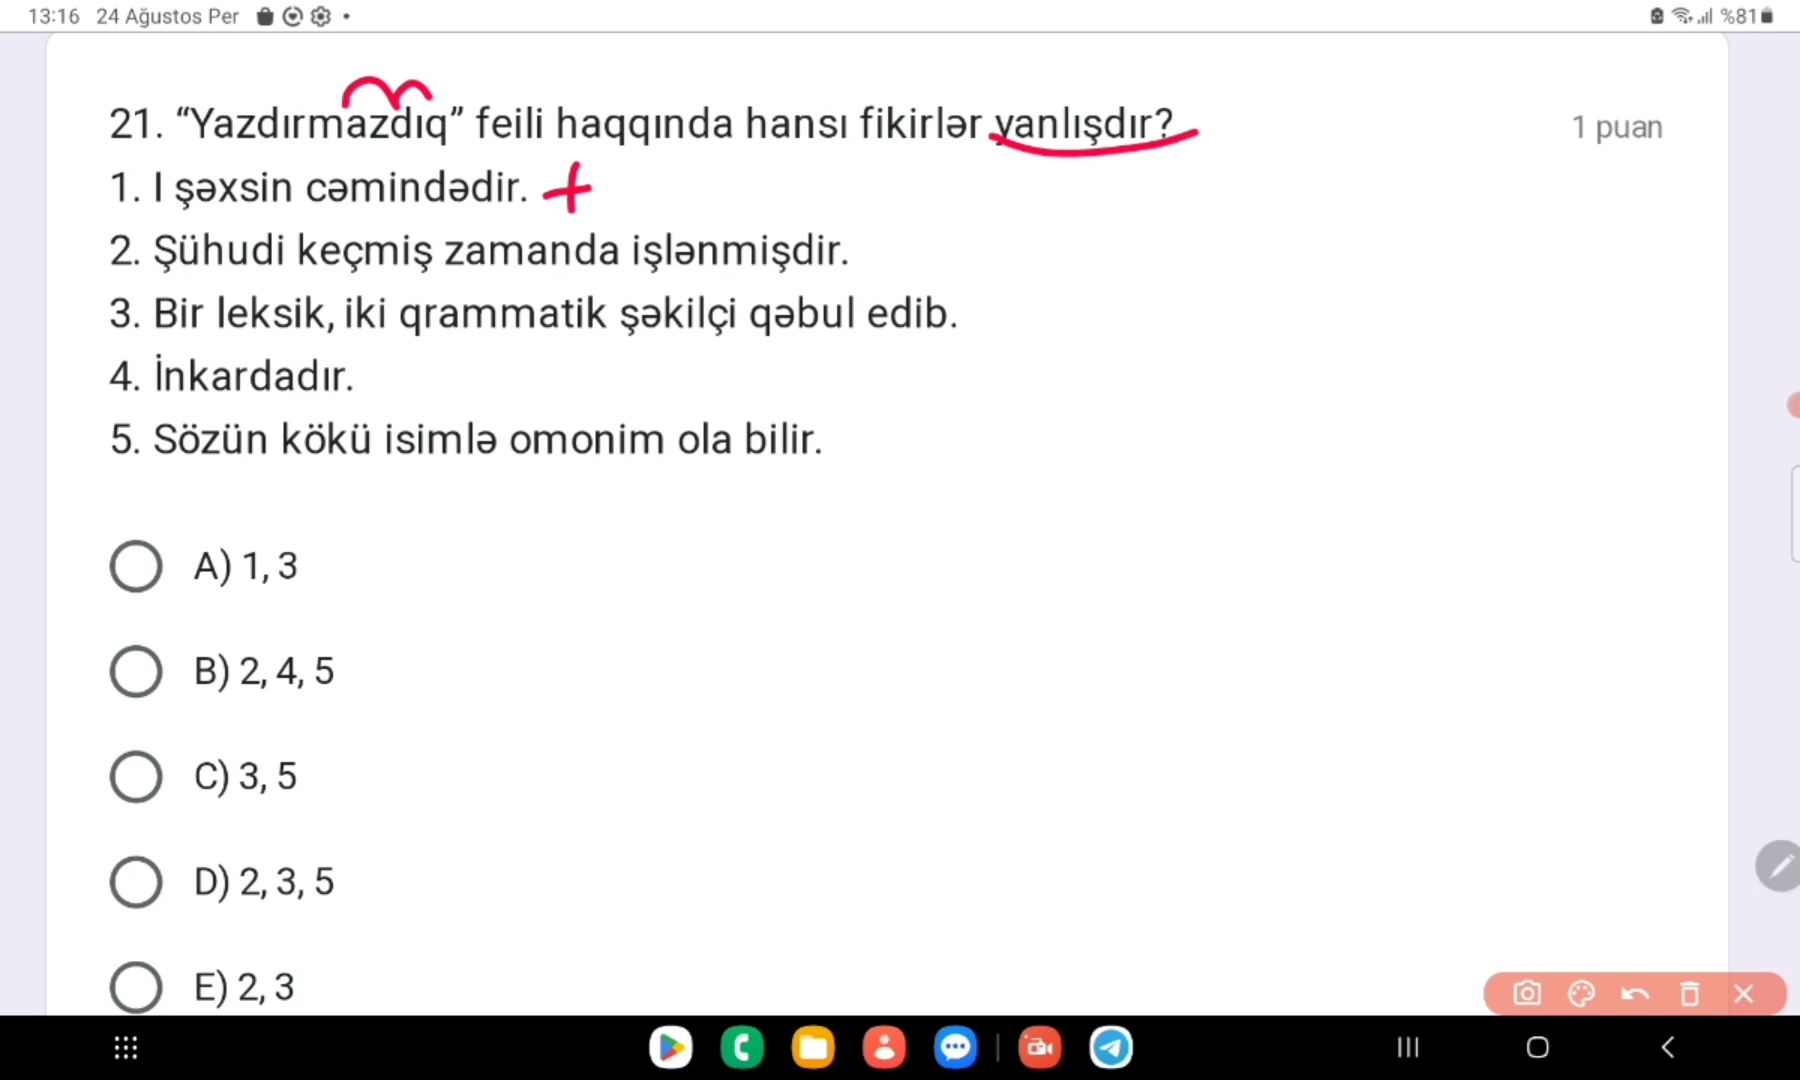 13:16 24 Ağustos Per
%81
21. “Yazdırmazdıq” feili haqqında hansı fikirlər yanlışdır?
1 puan
1. I şəxsin cəmindədir. +
2. Şühudi keçmiş zamanda işlənmişdir.
3. Bir leksik, iki qrammatik şəkilçi qəbul edib.
4. İnkardadır.
5. Sözün kökü isimlə omonim ola bilir.
A) 1, 3
B) 2, 4, 5
C) 3, 5
D) 2, 3, 5
E) 2, 3